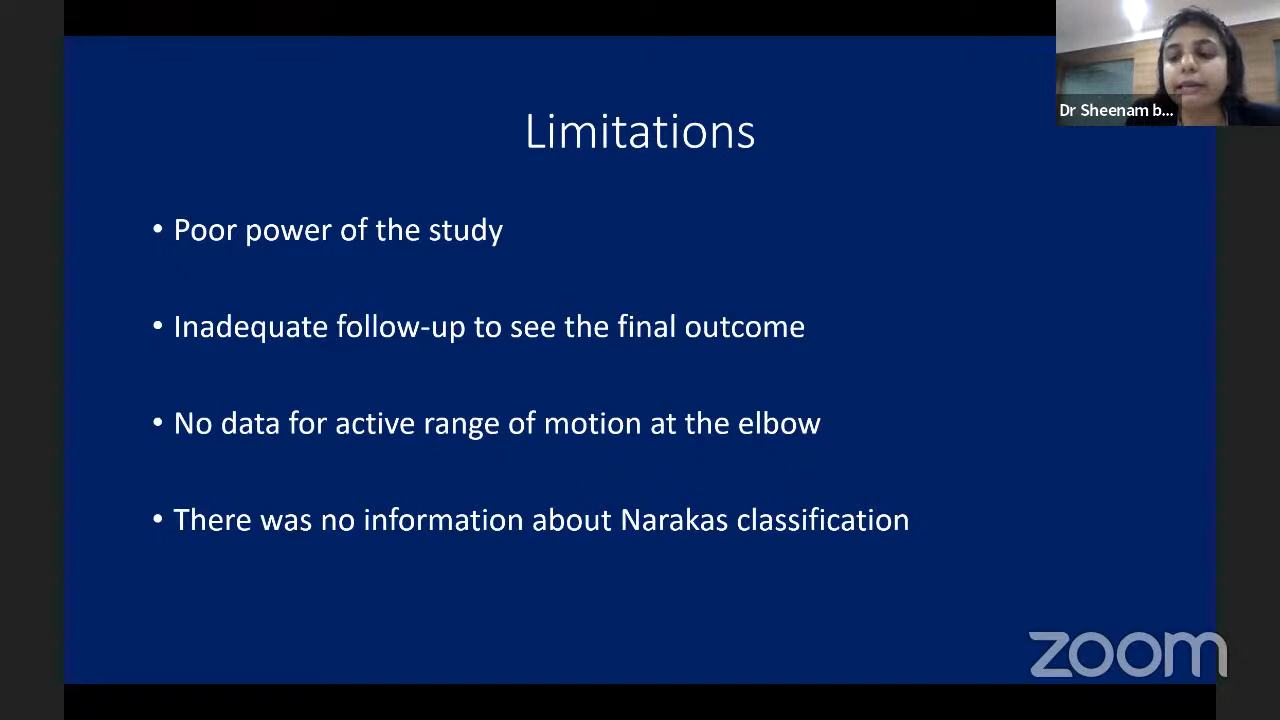 Dr Sheenam b...
Limitations
• Poor power of the study
• Inadequate follow-up to see the final outcome
• No data for active range of motion at the elbow
• There was no information about Narakas classification
zoom